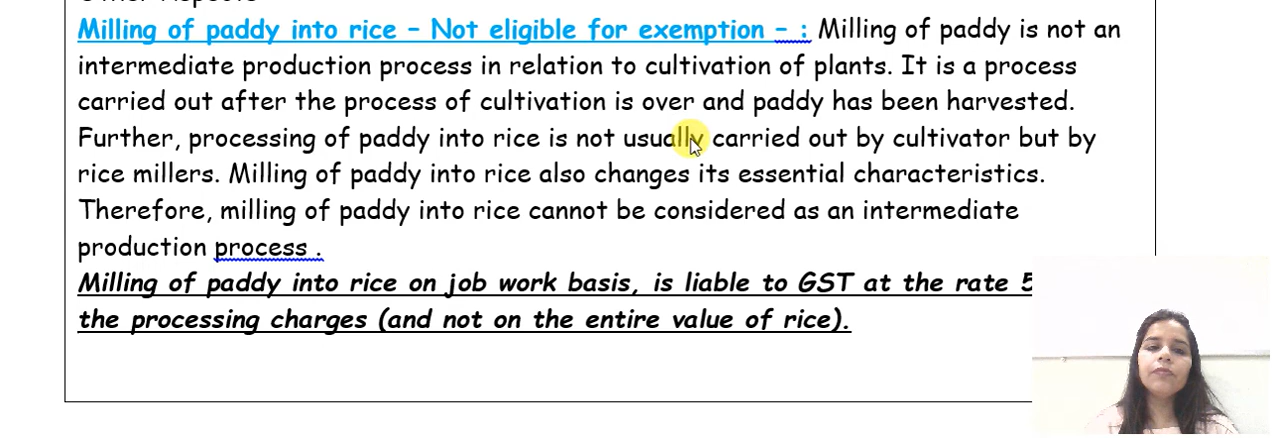 Milling of paddy into rice – Not eligible for exemption – : Milling of paddy is not an
intermediate production process in relation to cultivation of plants. It is a process
carried out after the process of cultivation is over and paddy has been harvested.
Further, processing of paddy into rice is not usually carried out by cultivator but by
rice millers. Milling of paddy into rice also changes its essential characteristics.
Therefore, milling of paddy into rice cannot be considered as an intermediate
production process .
Milling of paddy into rice on job work basis, is liable to GST at the rate 5
the processing charges (and not on the entire value of rice).